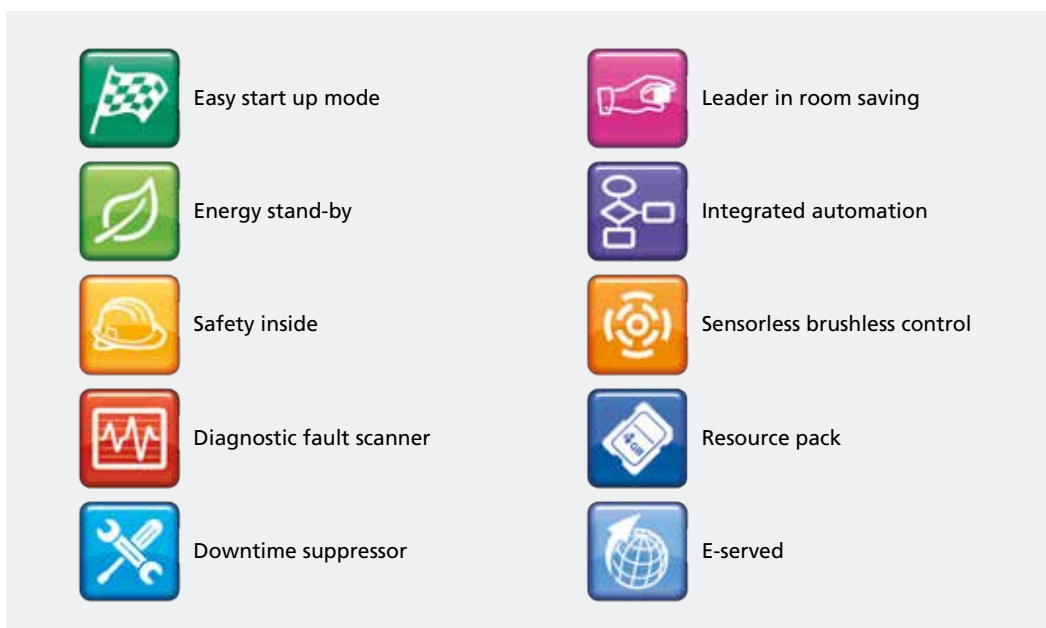 Easy start up mode
Energy stand-by
Safety inside
Diagnostic fault scanner
Downtime suppressor
Leader in room saving
Integrated automation
Sensorless brushless control
4GB
Resource pack
E-served